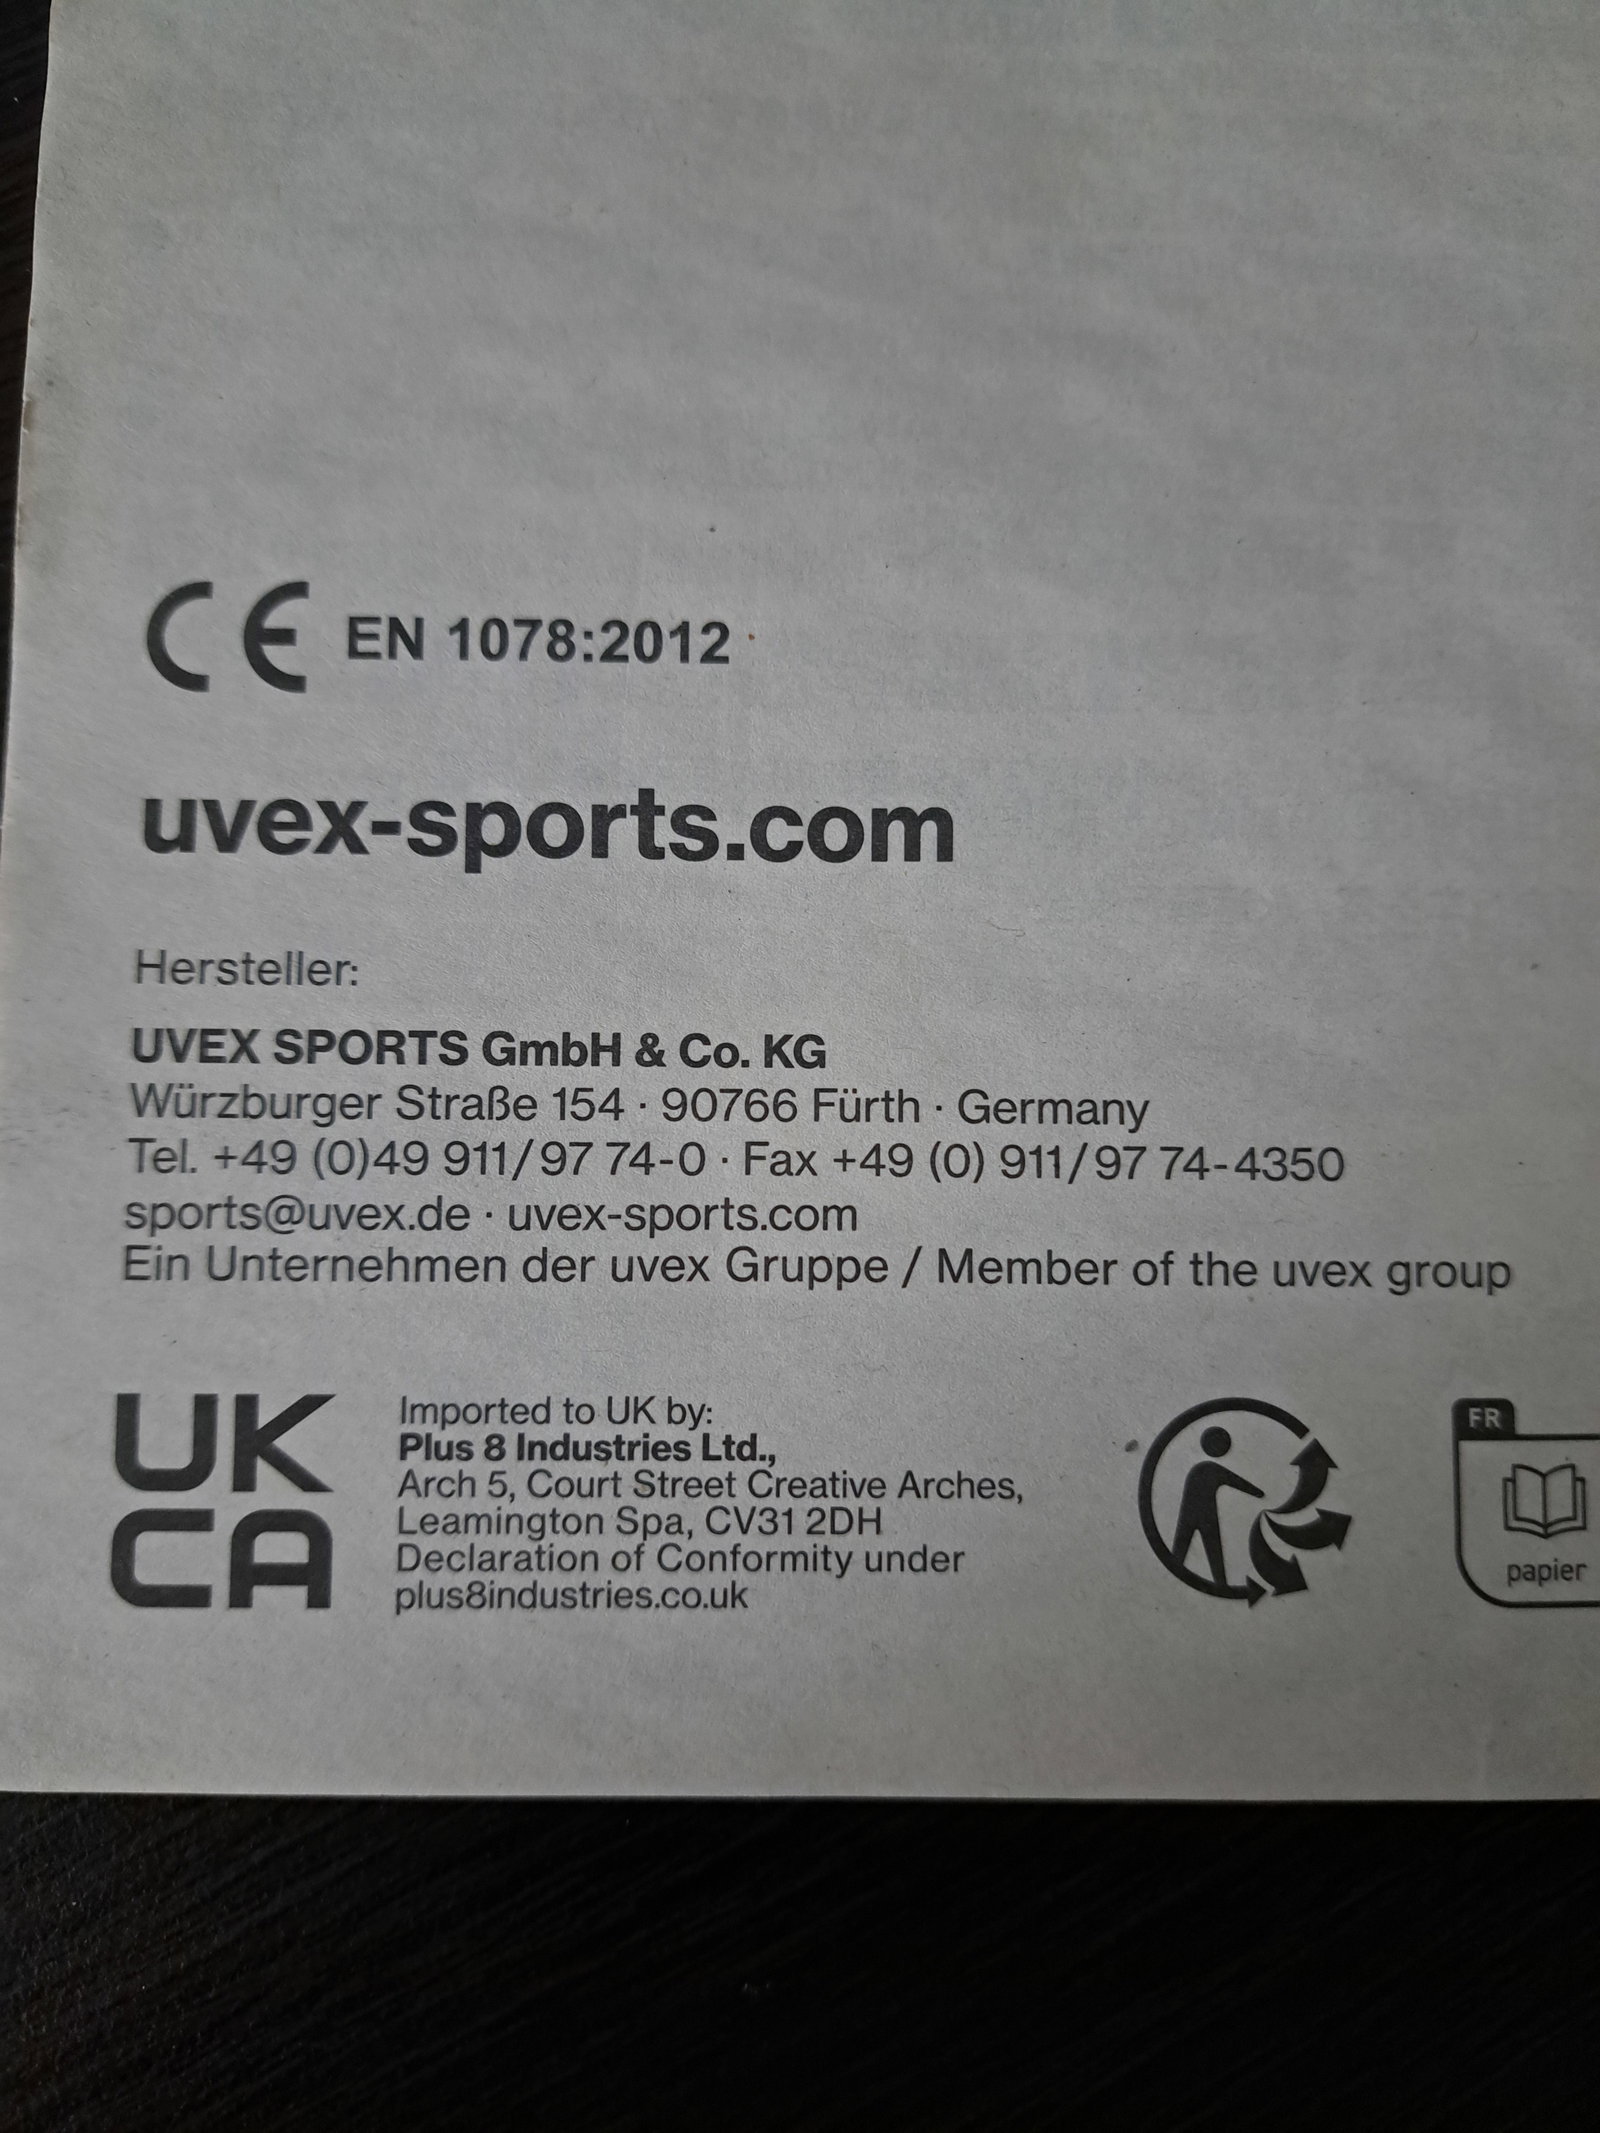 CE EN 1078:2012
uvex-sports.com
Hersteller:
UVEX SPORTS GmbH & Co. KG
Würzburger Straße 154 · 90766 Fürth · Germany
Tel. +49 (0)49 911/97 74-0 · Fax +49 (0) 911/97 74-4350
sports@uvex.de · uvex-sports.com
Ein Unternehmen der uvex Gruppe / Member of the uvex group
UK
CA
Imported to UK by:
Plus 8 Industries Ltd.,
Arch 5, Court Street Creative Arches,
Leamington Spa, CV31 2DH
Declaration of Conformity under
plus8industries.co.uk
FR
papier